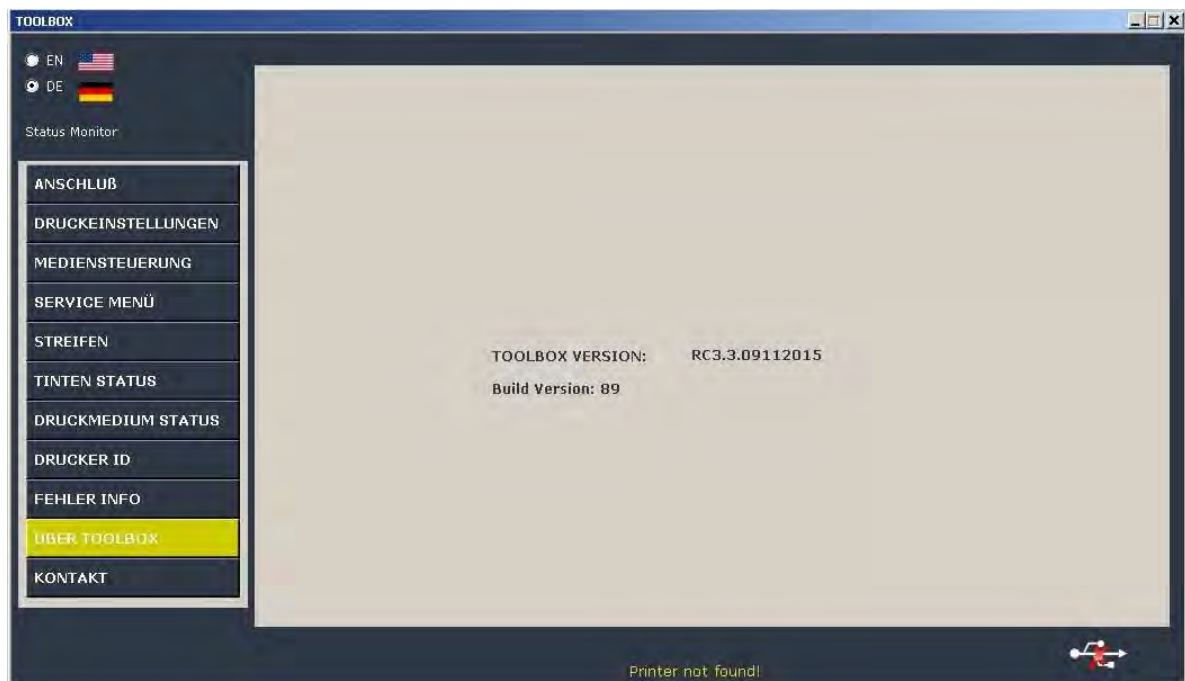 TOOLBOX
EN
DE
Status Monitor
ANSCHLUß
DRUCKEINSTELLUNGEN
MEDIENSTEUERUNG
SERVICE MENÜ
STREIFEN
TINTEN STATUS
DRUCKMEDIUM STATUS
DRUCKER ID
FEHLER INFO
ÜBER TOOLBOX
KONTAKT
TOOLBOX VERSION: RC3.3.09112015
Build Version: 89
Printer not found!